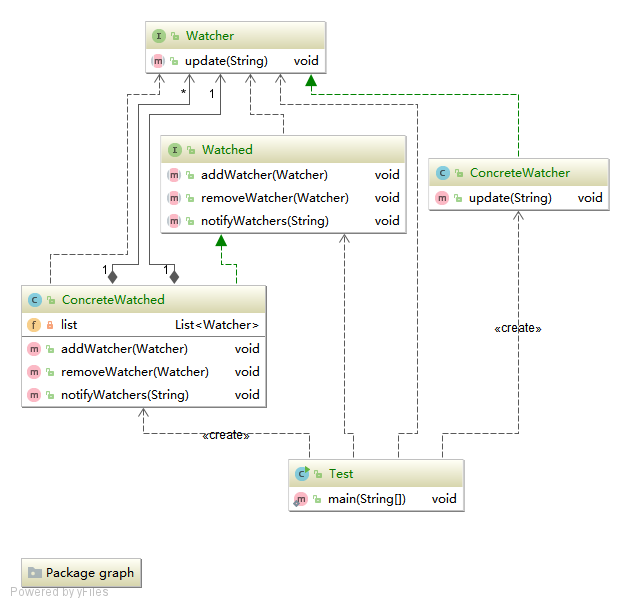 I Watcher
m update(String) void
* 1
I Watched
m addWatcher(Watcher) void
m removeWatcher(Watcher) void
m notifyWatchers(String) void
C ConcreteWatcher
m update(String) void
1 1
C ConcreteWatched
f list List<Watcher>
m addWatcher(Watcher) void
m removeWatcher(Watcher) void
m notifyWatchers(String) void
«create»
«create»
C Test
m main(String[]) void
Package graph
Powered by yFiles